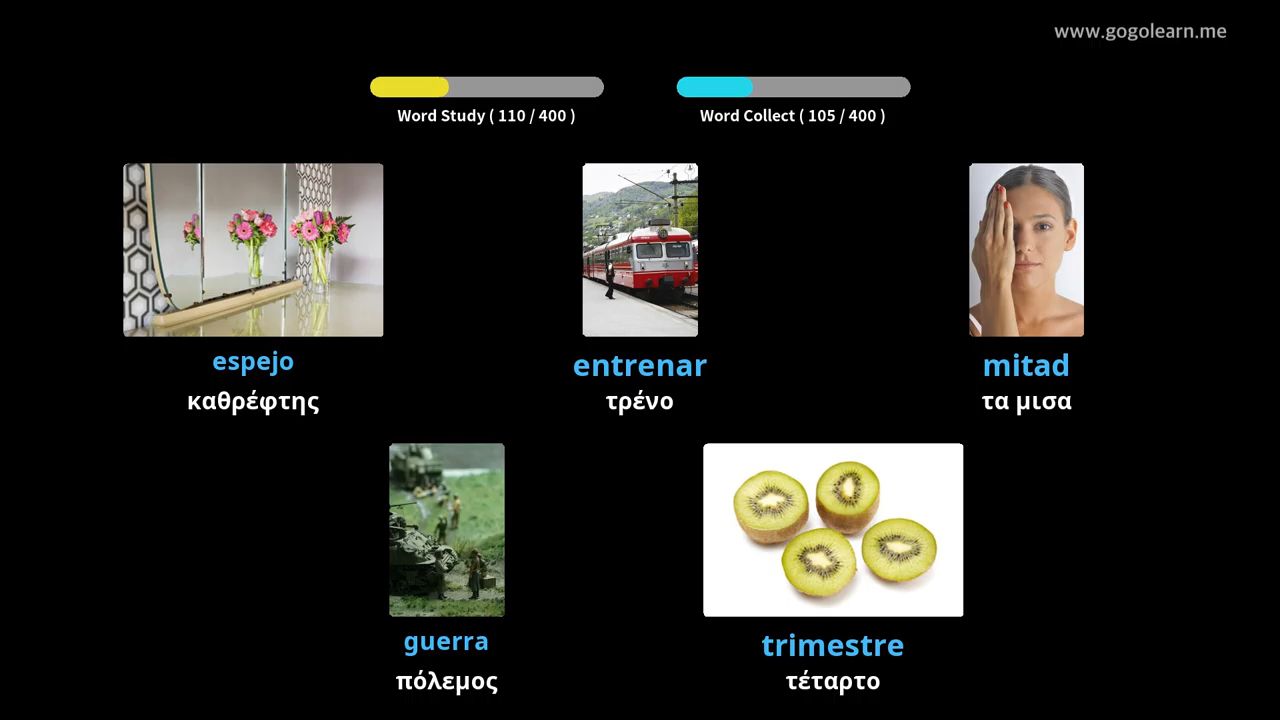 www.gogolearn.me
Word Study ( 110 / 400 )
Word Collect ( 105 / 400 )
espejo
καθρέφτης
entrenar
τρένο
mitad
τα μισα
guerra
πόλεμος
trimestre
τέταρτο